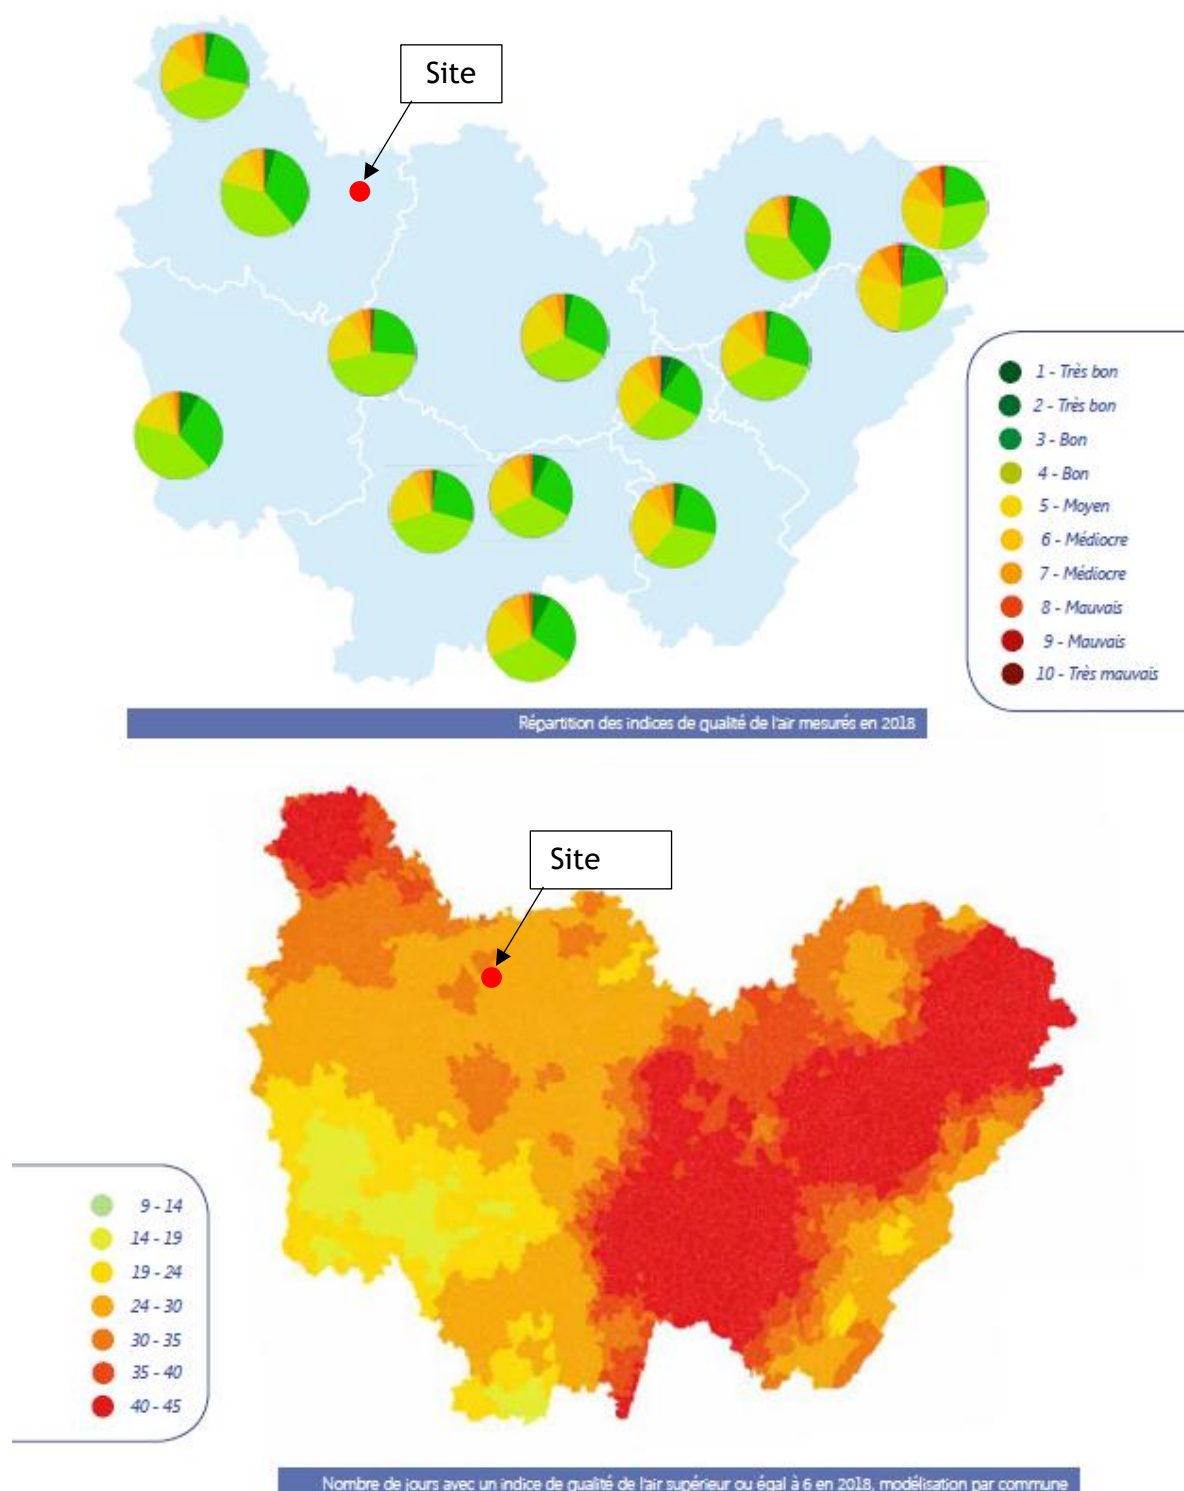 Site
1 - Très bon
2 - Très bon
3 - Bon
4 - Bon
5 - Moyen
6 - Médiocre
7 - Médiocre
8 - Mauvais
9 - Mauvais
10 - Très mauvais
Répartition des indices de qualité de l'air mesurés en 2018
Site
9 - 14
14 - 19
19 - 24
24 - 30
30 - 35
35 - 40
40 - 45
Nombre de jours avec un indice de qualité de l'air supérieur ou égal à 6 en 2018, modélisation par commune